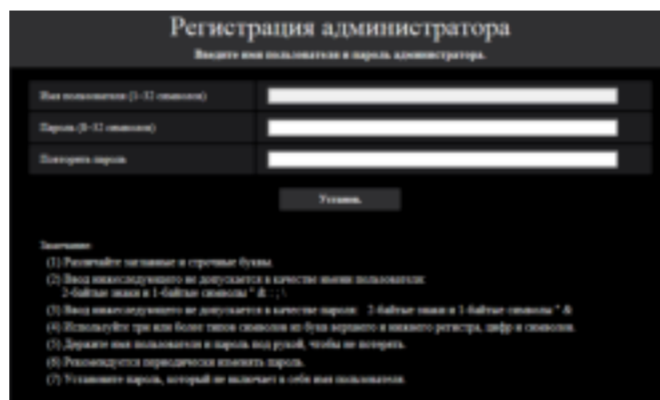 Регистрация администратора
Введите имя пользователя и пароль администратора.
Имя пользователя (1-32 символов)
Пароль (8-32 символов)
Повторить пароль
Установ.
Замечание:
(1) Различайте заглавные и строчные буквы.
(2) Ввод нижеследующего не допускается в качестве имени пользователя:
2-байтные знаки и 1-байтные символы " & : ; \
(3) Ввод нижеследующего не допускается в качестве пароля: 2-байтные знаки и 1-байтные символы " &
(4) Используйте три или более типов символов из букв верхнего и нижнего регистра, цифр и символов.
(5) Держите имя пользователя и пароль под рукой, чтобы не потерять.
(6) Рекомендуется периодически изменять пароль.
(7) Установите пароль, который не включает в себя имя пользователя.